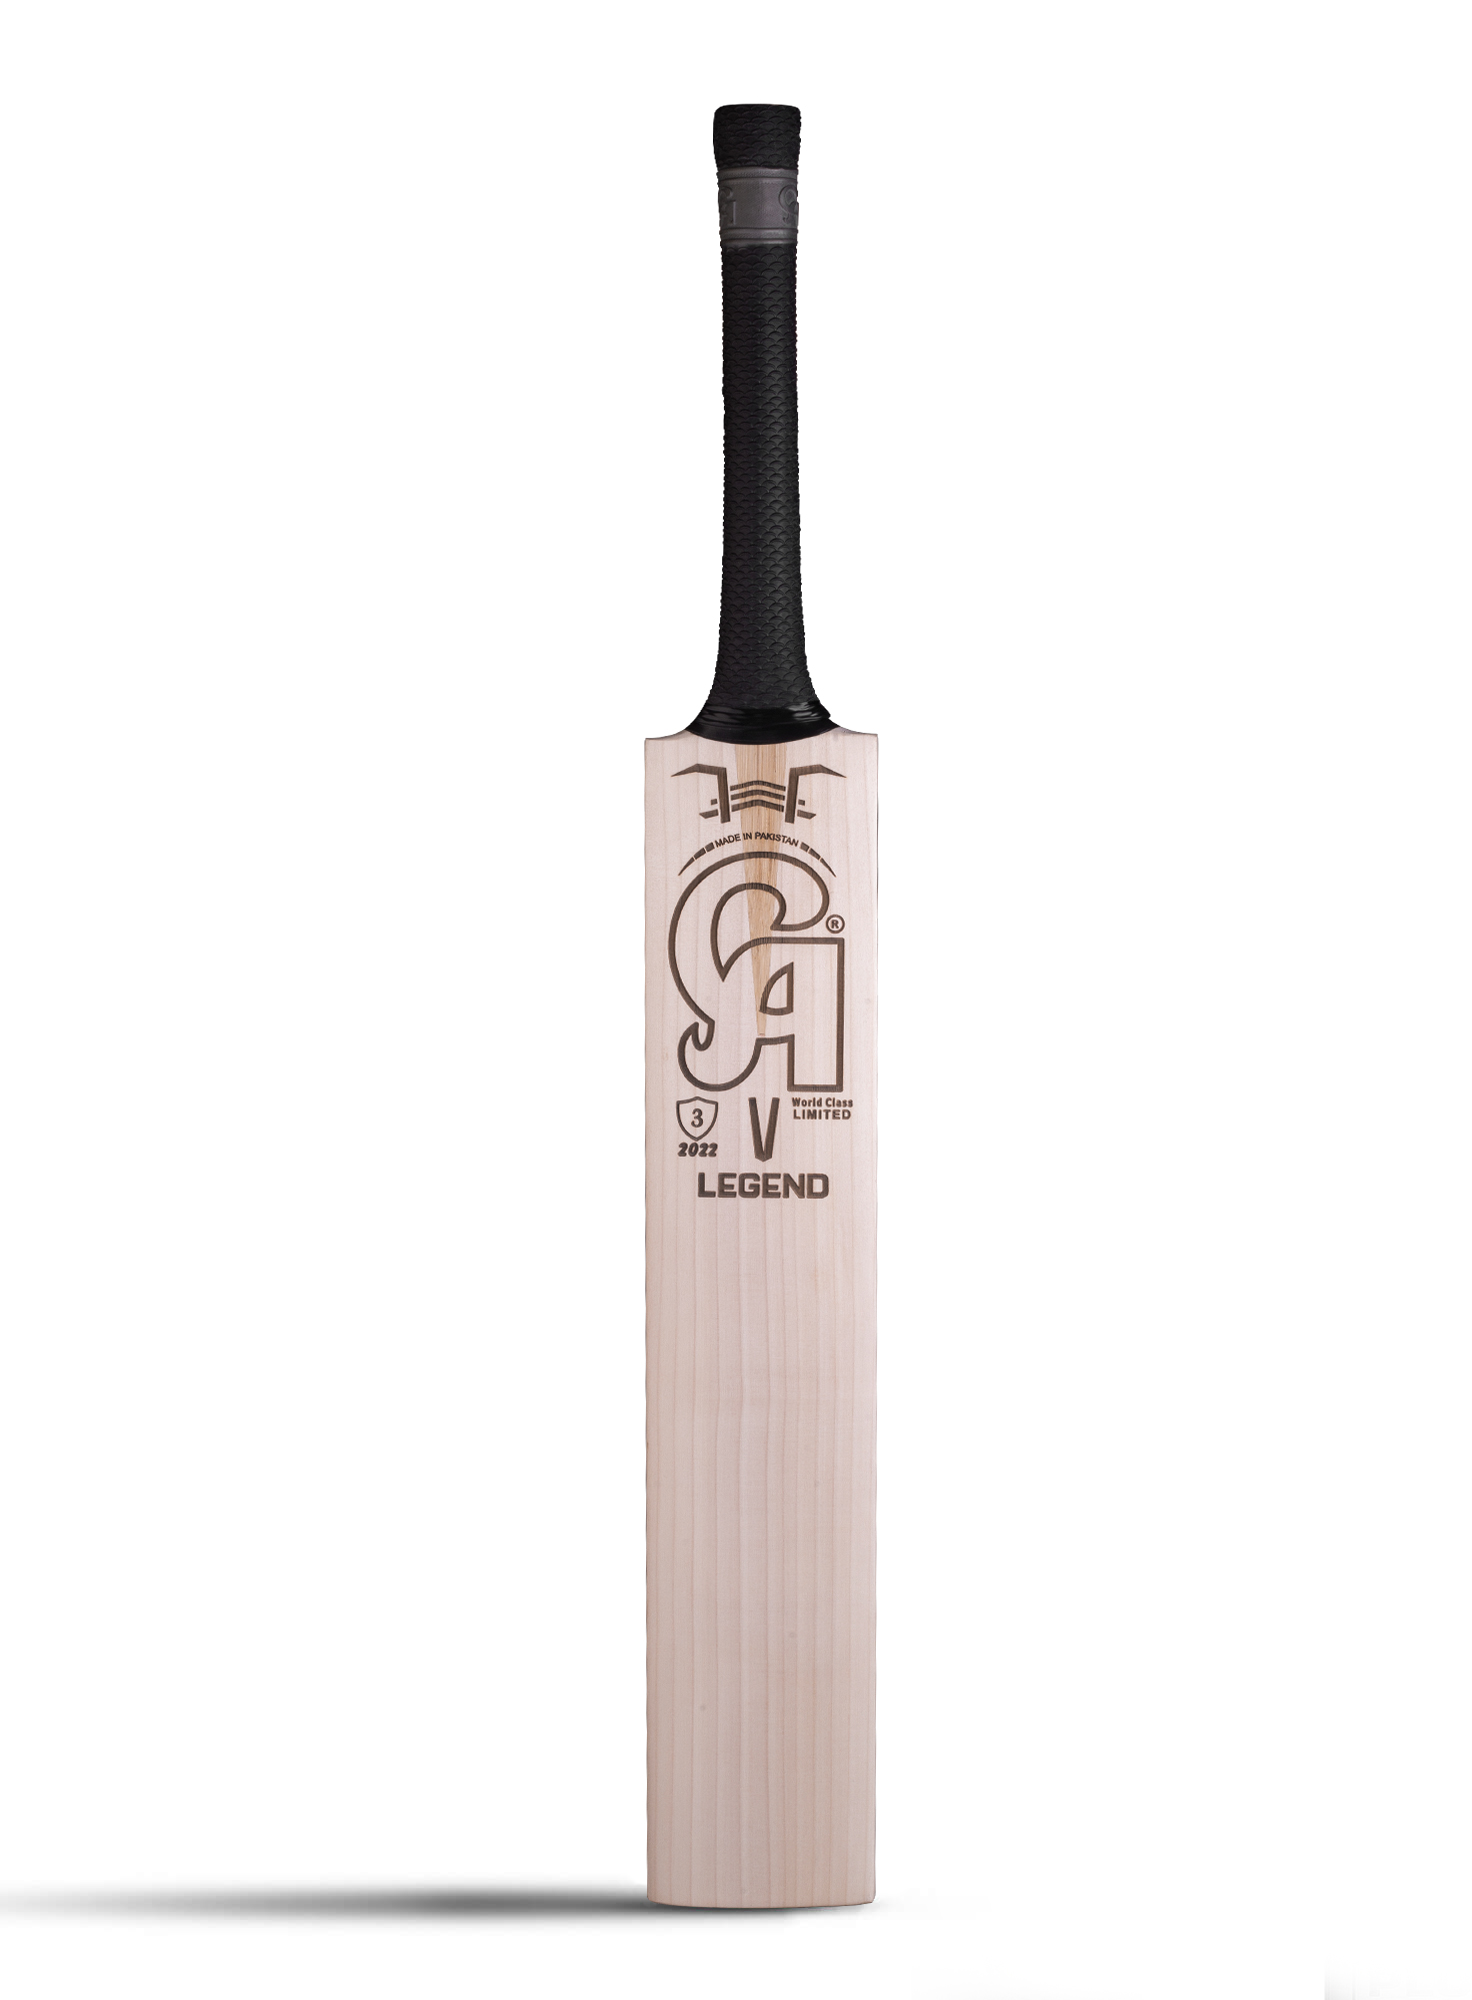 MADE IN PAKISTAN
CA ®
3
2022
V
World Class
LIMITED
LEGEND